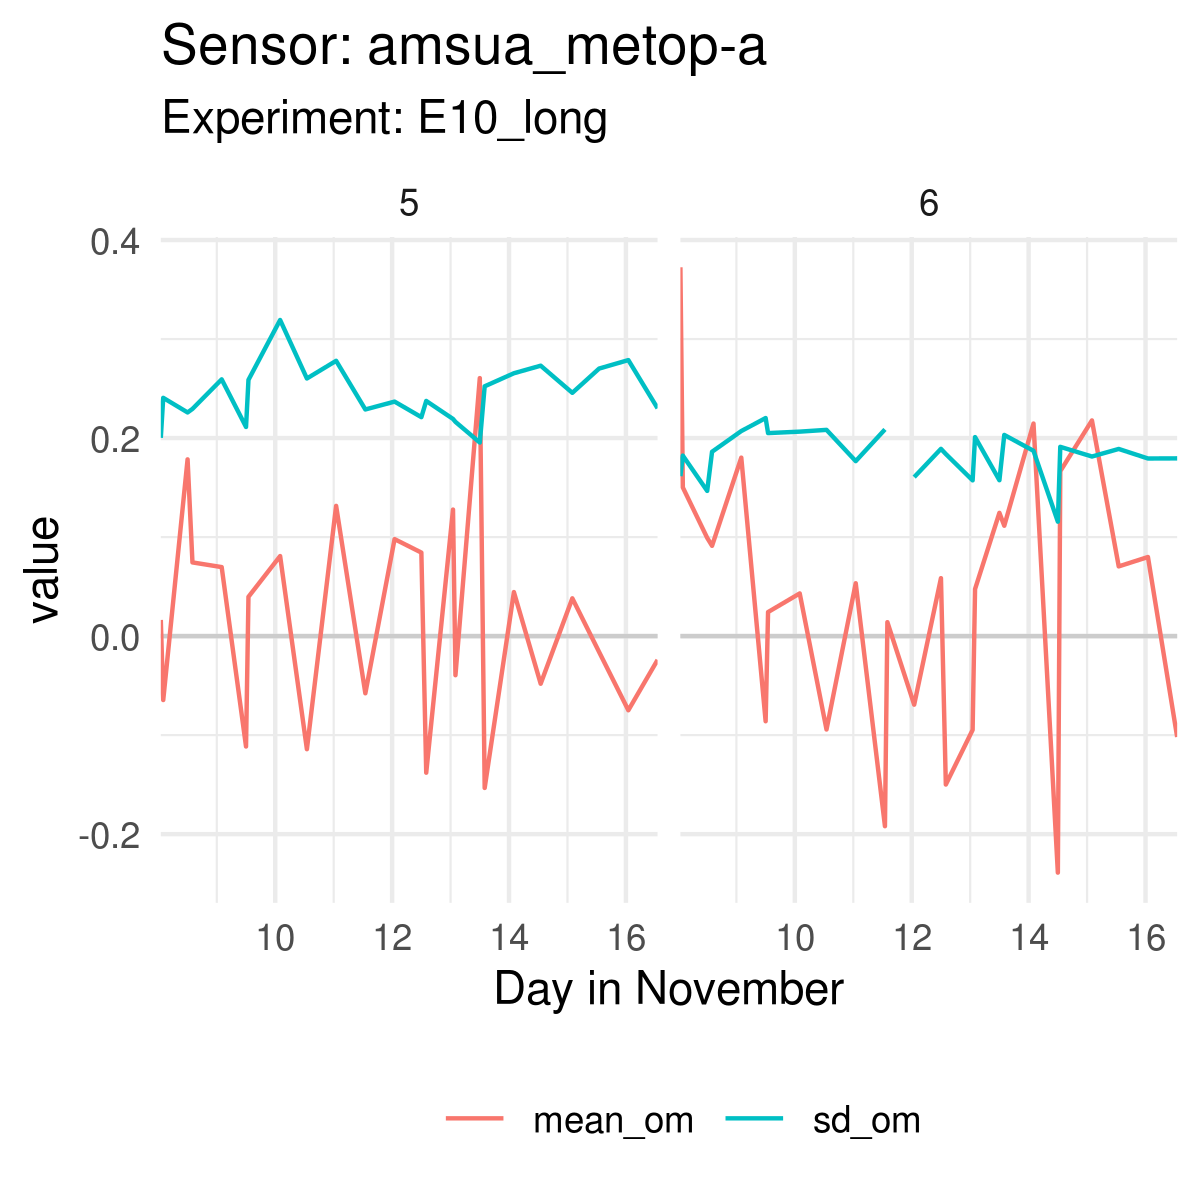 Sensor: amsua_metop-a
Experiment: E10_long
5 6
0.4
0.2
0.0
-0.2
value
10 12 14 16 10 12 14 16
Day in November
mean_om sd_om